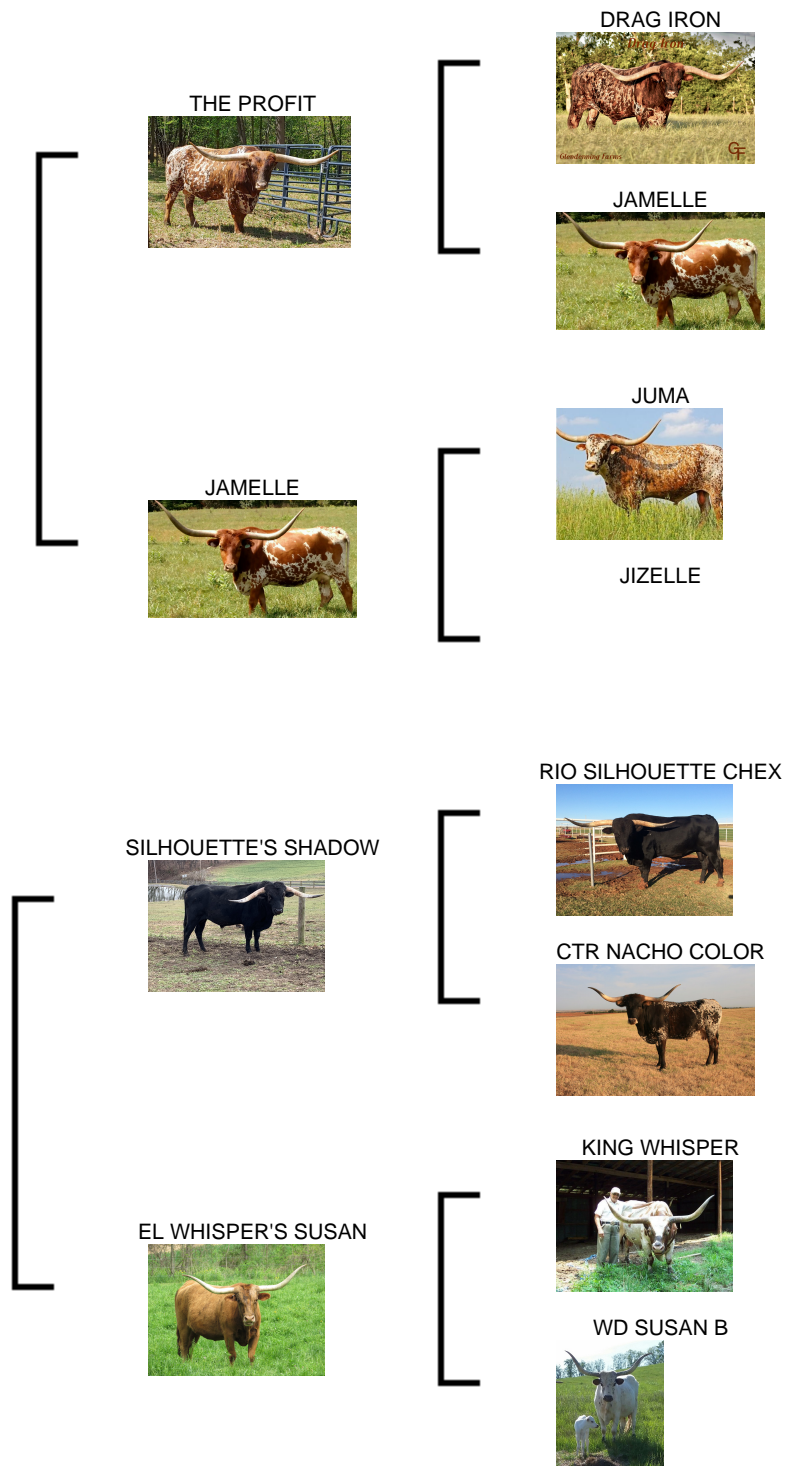 DRAG IRON
Drag Iron
THE PROFIT
Glendenning Farms
GF
JAMELLE
JUMA
JAMELLE
JIZELLE
RIO SILHOUETTE CHEX
SILHOUETTE'S SHADOW
CTR NACHO COLOR
KING WHISPER
EL WHISPER'S SUSAN
WD SUSAN B